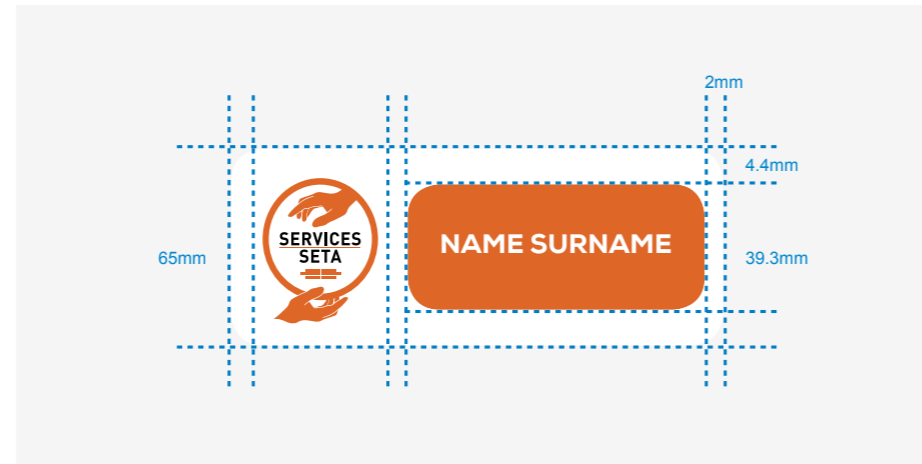 2mm
4.4mm
65mm
SERVICES
SETA
NAME SURNAME
39.3mm